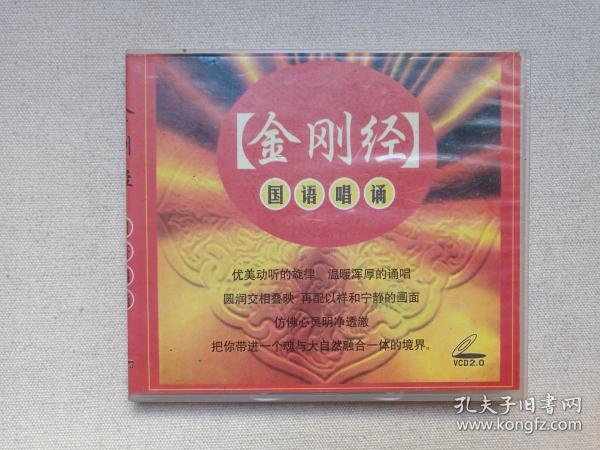 【金刚经】
国语唱诵
优美动听的旋律 温暖浑厚的诵唱
圆润交相叠映 再配以祥和宁静的画面
仿佛心灵明净透澈
把你带进一个魂与大自然融合一体的境界。
VCD2.0
孔夫子旧书网
www.kongfz.com